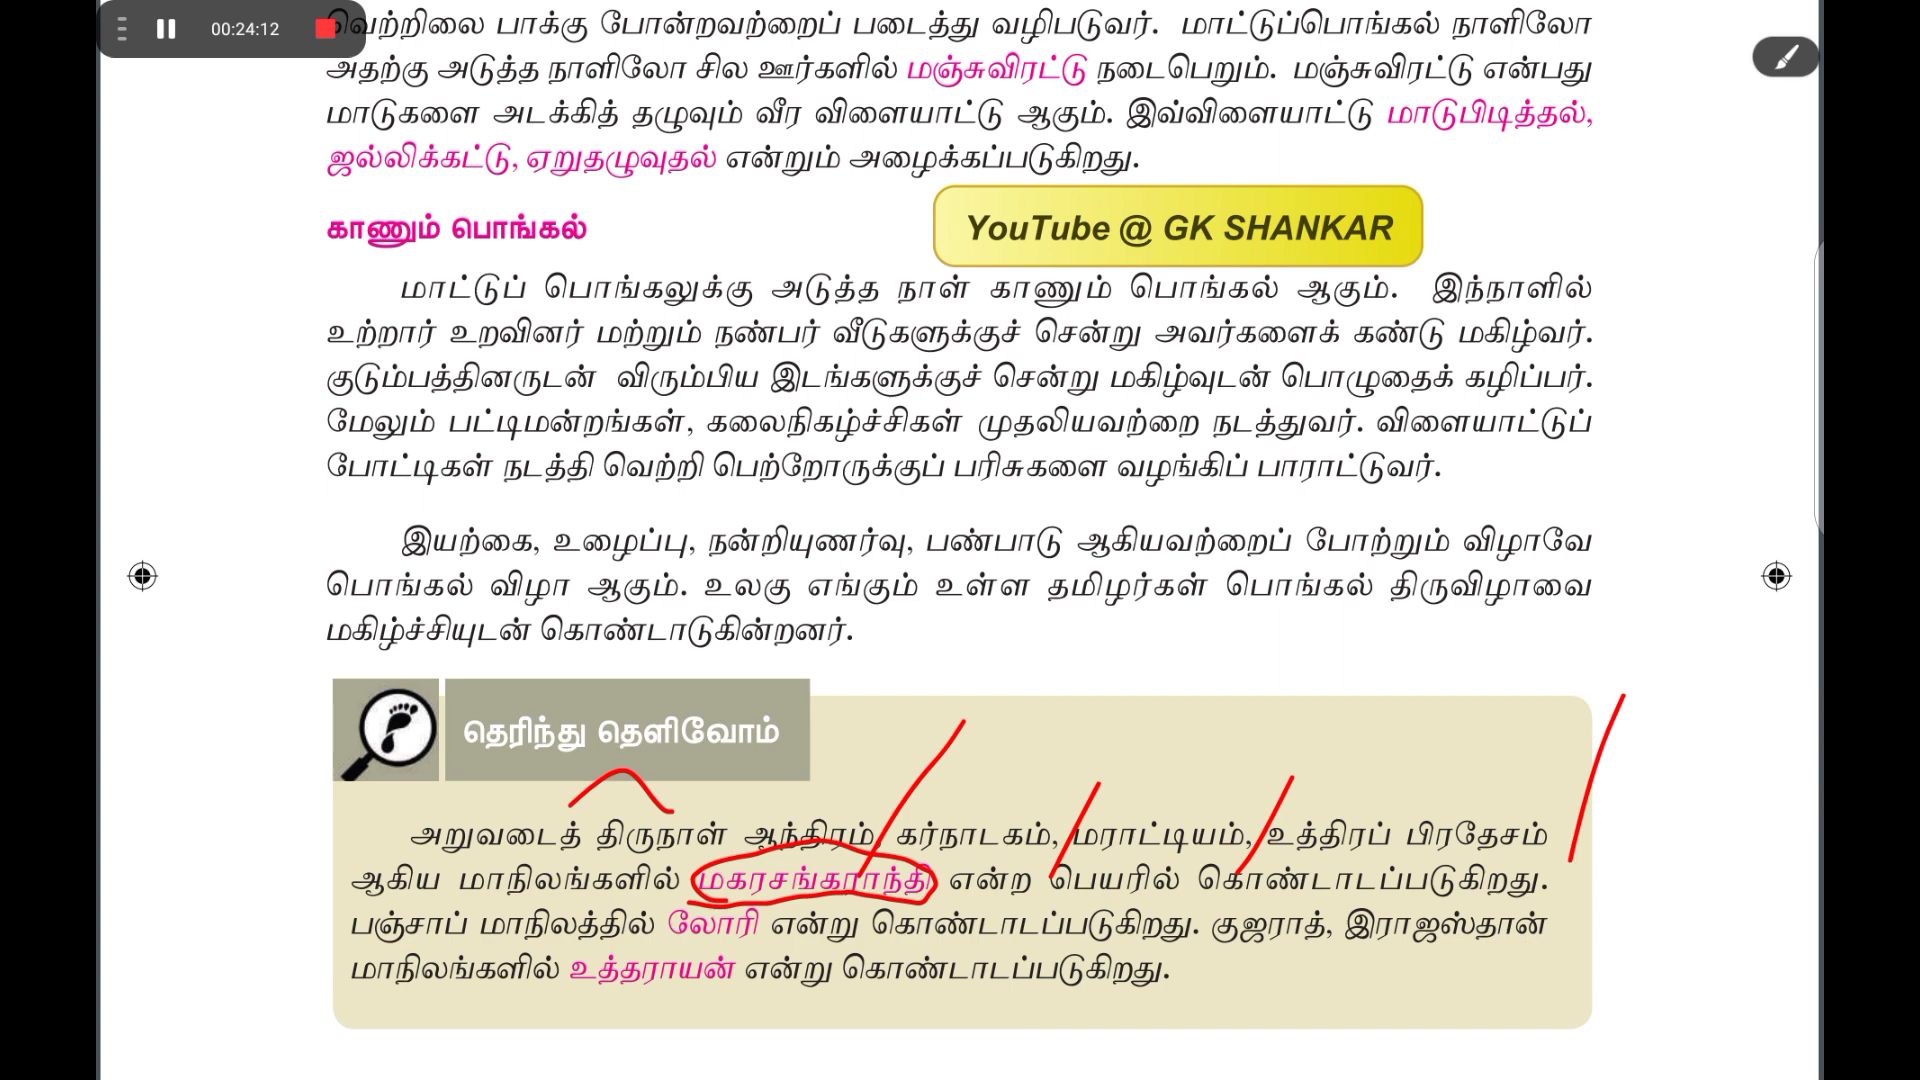 00:24:12
வெற்றிலை பாக்கு போன்றவற்றைப் படைத்து வழிபடுவர். மாட்டுப்பொங்கல் நாளிலோ
அதற்கு அடுத்த நாளிலோ சில ஊர்களில் மஞ்சுவிரட்டு நடைபெறும். மஞ்சுவிரட்டு என்பது
மாடுகளை அடக்கித் தழுவும் வீர விளையாட்டு ஆகும். இவ்விளையாட்டு மாடுபிடித்தல்,
ஜல்லிக்கட்டு, ஏறுதழுவுதல் என்றும் அழைக்கப்படுகிறது.
காணும் பொங்கல்
YouTube @ GK SHANKAR
மாட்டுப் பொங்கலுக்கு அடுத்த நாள் காணும் பொங்கல் ஆகும். இந்நாளில்
உற்றார் உறவினர் மற்றும் நண்பர் வீடுகளுக்குச் சென்று அவர்களைக் கண்டு மகிழ்வர்.
குடும்பத்தினருடன் விரும்பிய இடங்களுக்குச் சென்று மகிழ்வுடன் பொழுதைக் கழிப்பர்.
மேலும் பட்டிமன்றங்கள், கலைநிகழ்ச்சிகள் முதலியவற்றை நடத்துவர். விளையாட்டுப்
போட்டிகள் நடத்தி வெற்றி பெற்றோருக்குப் பரிசுகளை வழங்கிப் பாராட்டுவர்.
இயற்கை, உழைப்பு, நன்றியுணர்வு, பண்பாடு ஆகியவற்றைப் போற்றும் விழாவே
பொங்கல் விழா ஆகும். உலகு எங்கும் உள்ள தமிழர்கள் பொங்கல் திருவிழாவை
மகிழ்ச்சியுடன் கொண்டாடுகின்றனர்.
தெரிந்து தெளிவோம்
அறுவடைத் திருநாள் ஆந்திரம், கர்நாடகம், மராட்டியம், உத்திரப் பிரதேசம்
ஆகிய மாநிலங்களில் மகரசங்கராந்தி என்ற பெயரில் கொண்டாடப்படுகிறது.
பஞ்சாப் மாநிலத்தில் லோரி என்று கொண்டாடப்படுகிறது. குஜராத், இராஜஸ்தான்
மாநிலங்களில் உத்தராயன் என்று கொண்டாடப்படுகிறது.